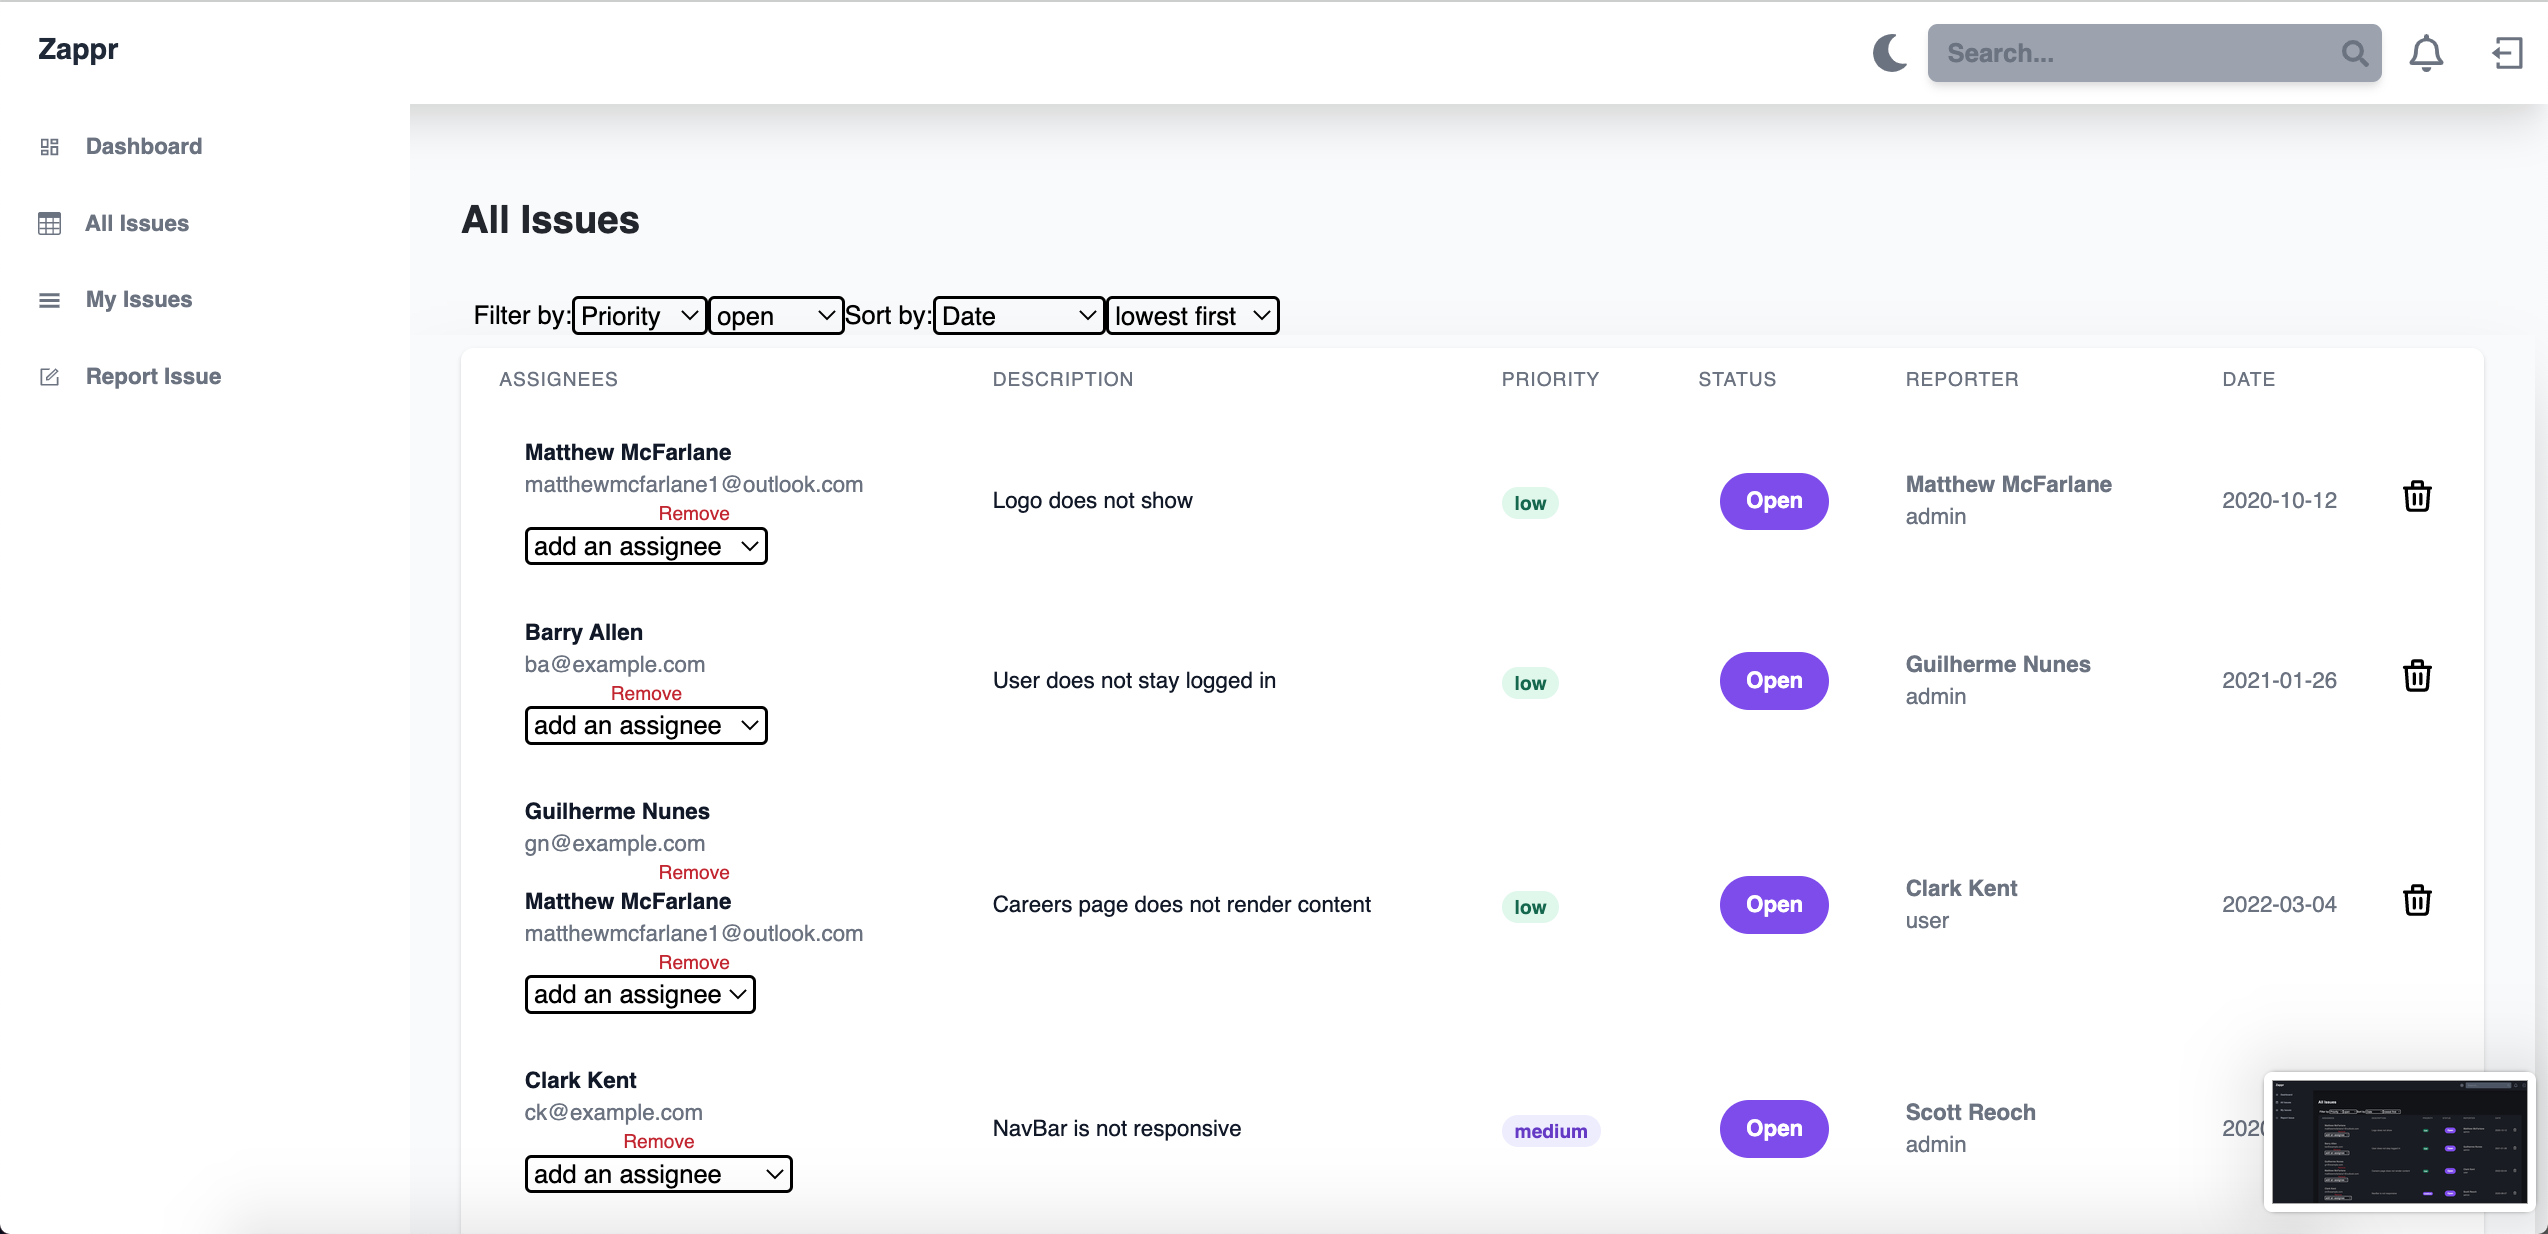 Zappr
Search...
Dashboard
All Issues
My Issues
Report Issue
All Issues
Filter by: Priority open Sort by: Date lowest first
ASSIGNEES DESCRIPTION PRIORITY STATUS REPORTER DATE
Matthew McFarlane
matthewmcfarlane1@outlook.com
Remove
add an assignee
Logo does not show
low
Open
Matthew McFarlane
admin
2020-10-12
Barry Allen
ba@example.com
Remove
add an assignee
User does not stay logged in
low
Open
Guilherme Nunes
admin
2021-01-26
Guilherme Nunes
gn@example.com
Remove
Matthew McFarlane
matthewmcfarlane1@outlook.com
Remove
add an assignee
Careers page does not render content
low
Open
Clark Kent
user
2022-03-04
Clark Kent
ck@example.com
Remove
add an assignee
NavBar is not responsive
medium
Open
Scott Reoch
admin